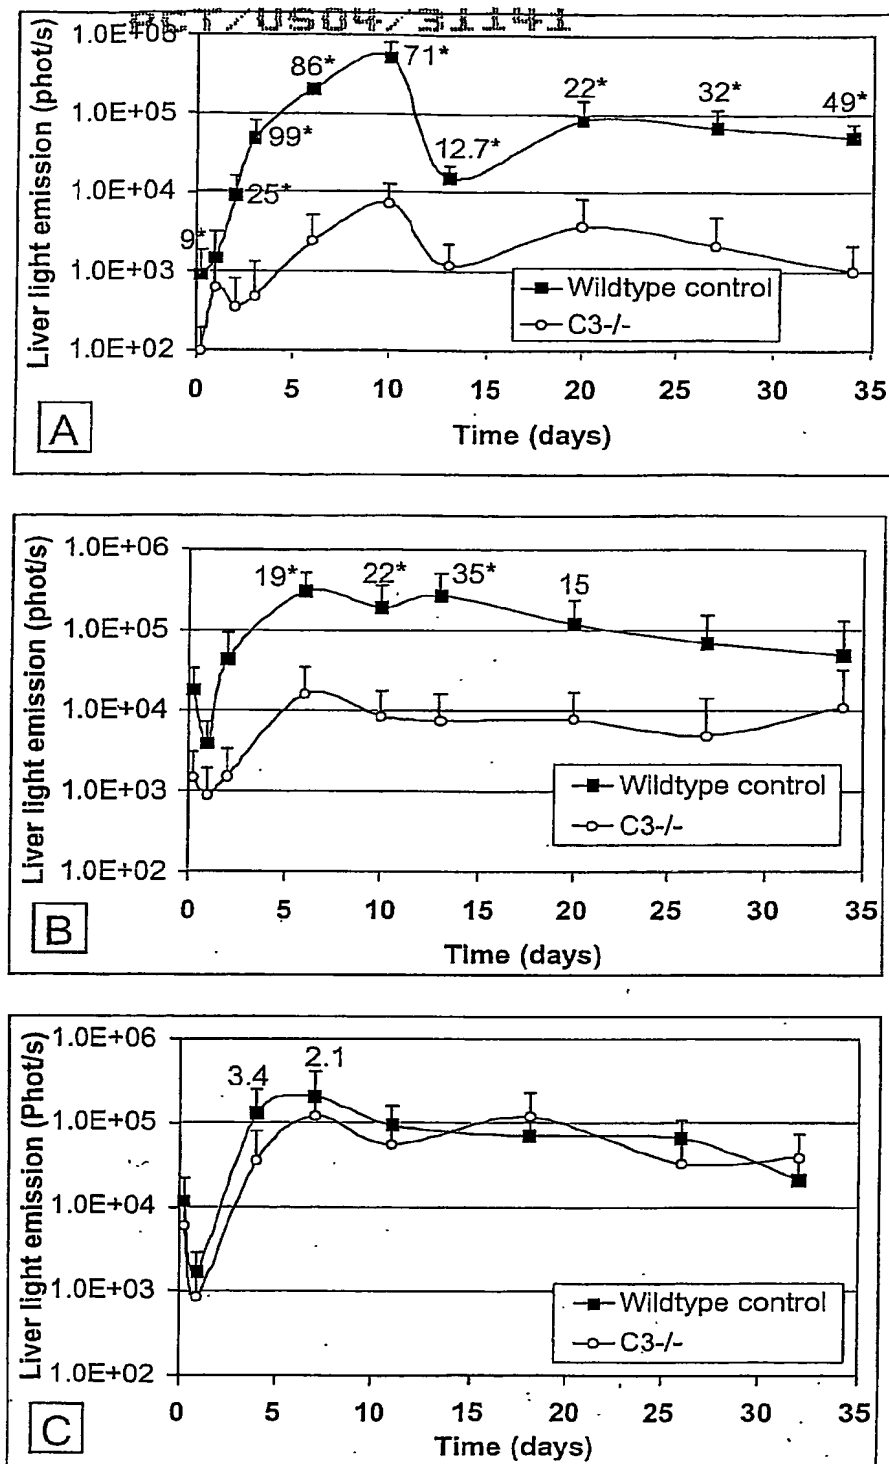 1.0E+06
Liver light emission (phot/s)
1.0E+05
1.0E+04
1.0E+03
1.0E+02
9*
25*
99*
86*
71*
12.7*
22*
32*
49*
Wildtype control
C3-/-
0 5 10 15 20 25 30 35
Time (days)
A
1.0E+06
Liver light emission (phot/s)
1.0E+05
1.0E+04
1.0E+03
1.0E+02
19*
22*
35*
15
Wildtype control
C3-/-
0 5 10 15 20 25 30 35
Time (days)
B
1.0E+06
Liver light emission (Phot/s)
1.0E+05
1.0E+04
1.0E+03
1.0E+02
3.4
2.1
Wildtype control
C3-/-
0 5 10 15 20 25 30 35
Time (days)
C